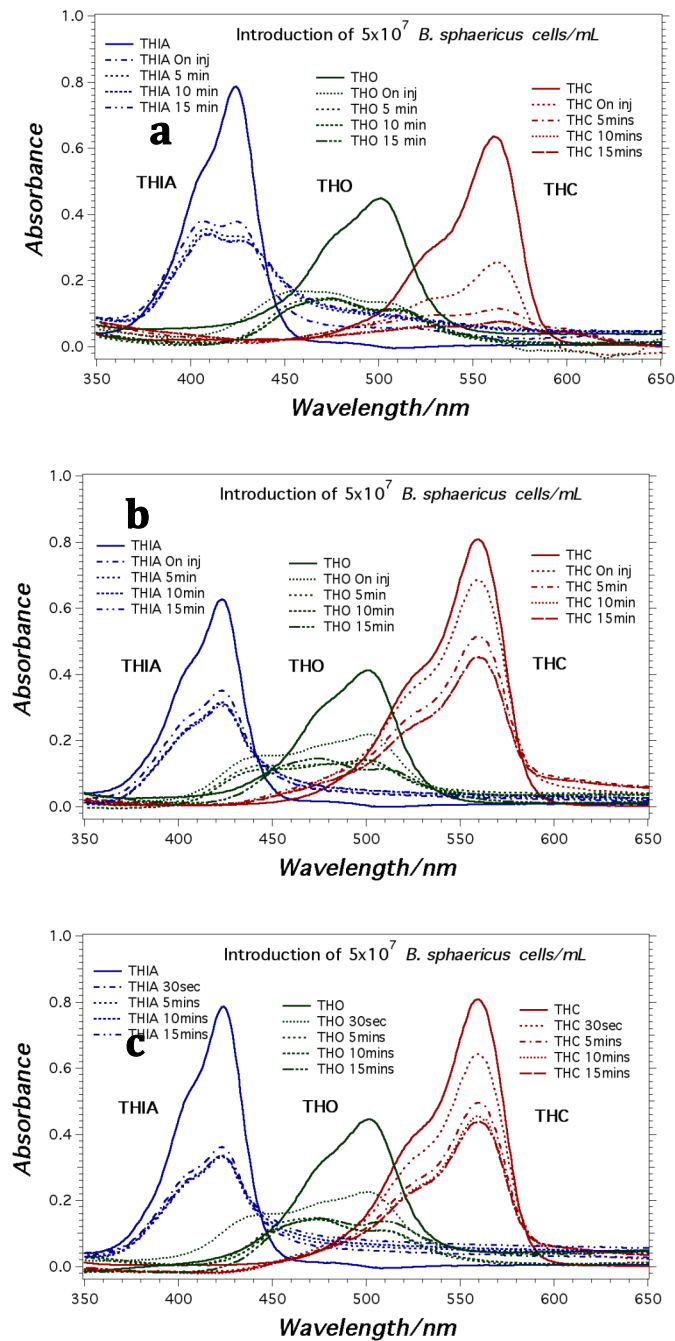 1.0
0.8
0.6
0.4
0.2
0.0
Absorbance
Introduction of 5x10⁷ B. sphaericus cells/mL
a
THIA
THIA On inj
THIA 5 min
THIA 10 min
THIA 15 min
THO
THO On inj
THO 5 min
THO 10 min
THO 15 min
THC
THC On inj
THC 5mins
THC 10mins
THC 15mins
THIA
THO
THC
350 400 450 500 550 600 650
Wavelength/nm
1.0
0.8
0.6
0.4
0.2
0.0
Absorbance
Introduction of 5x10⁷ B. sphaericus cells/mL
b
THIA
THIA On inj
THIA 5min
THIA 10min
THIA 15min
THO
THO On inj
THO 5min
THO 10min
THO 15min
THC
THC On inj
THC 5min
THC 10min
THC 15min
THIA
THO
THC
350 400 450 500 550 600 650
Wavelength/nm
1.0
0.8
0.6
0.4
0.2
0.0
Absorbance
Introduction of 5x10⁷ B. sphaericus cells/mL
THIA
THIA 30sec
THIA 5mins
THIA 10mins
THIA 15mins
c
THO
THO 30sec
THO 5mins
THO 10mins
THO 15mins
THC
THC 30sec
THC 5mins
THC 10mins
THC 15mins
THIA
THO
THC
350 400 450 500 550 600 650
Wavelength/nm